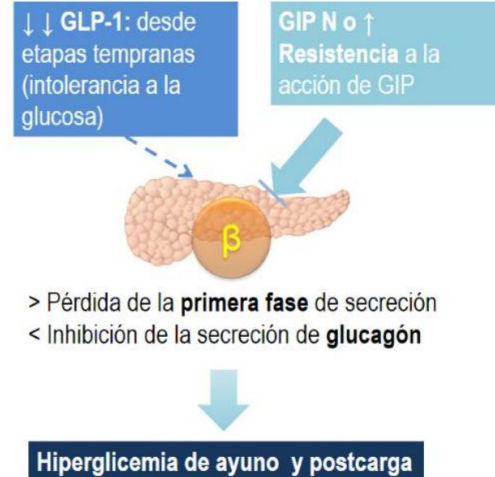 ↓ ↓ GLP-1: desde
etapas tempranas
(intolerancia a la
glucosa)
GIP N o ↑
Resistencia a la
acción de GIP
β
> Pérdida de la primera fase de secreción
< Inhibición de la secreción de glucagón
Hiperglicemia de ayuno y postcarga